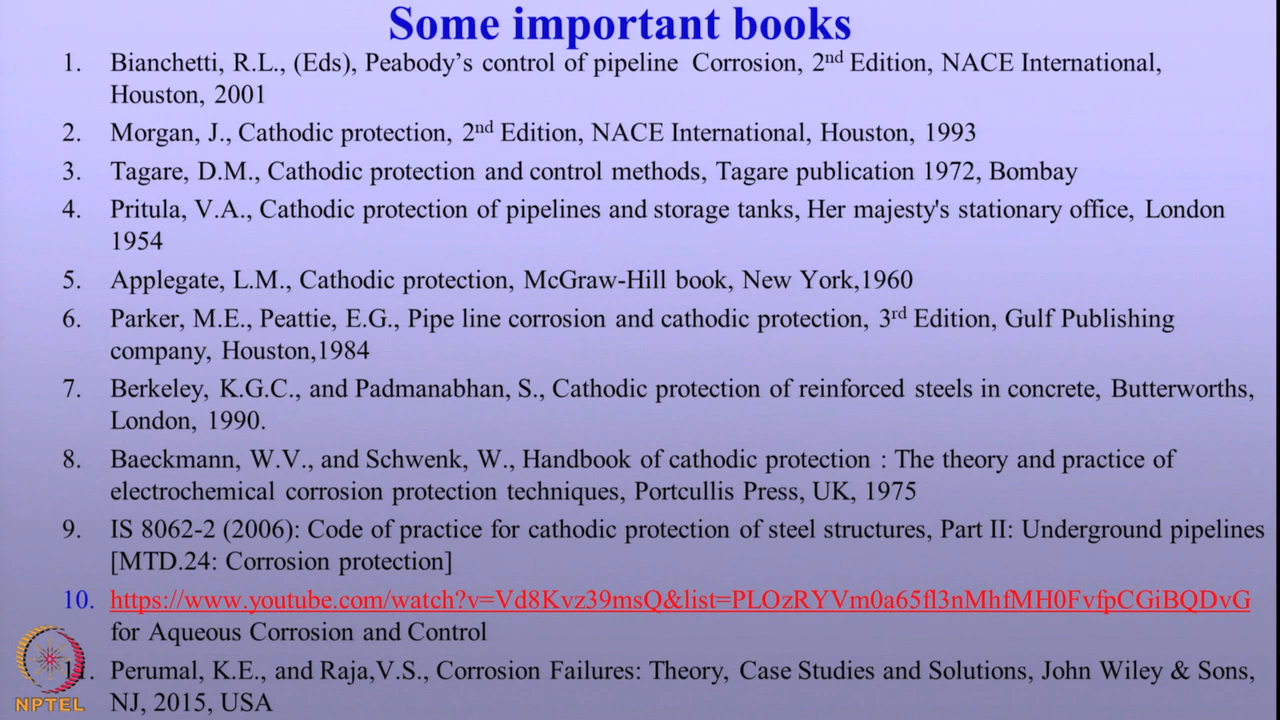 Some important books
1. Bianchetti, R.L., (Eds), Peabody's control of pipeline Corrosion, 2nd Edition, NACE International,
Houston, 2001
2. Morgan, J., Cathodic protection, 2nd Edition, NACE International, Houston, 1993
3. Tagare, D.M., Cathodic protection and control methods, Tagare publication 1972, Bombay
4. Pritula, V.A., Cathodic protection of pipelines and storage tanks, Her majesty's stationary office, London
1954
5. Applegate, L.M., Cathodic protection, McGraw-Hill book, New York,1960
6. Parker, M.E., Peattie, E.G., Pipe line corrosion and cathodic protection, 3rd Edition, Gulf Publishing
company, Houston,1984
7. Berkeley, K.G.C., and Padmanabhan, S., Cathodic protection of reinforced steels in concrete, Butterworths,
London, 1990.
8. Baeckmann, W.V., and Schwenk, W., Handbook of cathodic protection : The theory and practice of
electrochemical corrosion protection techniques, Portcullis Press, UK, 1975
9. IS 8062-2 (2006): Code of practice for cathodic protection of steel structures, Part II: Underground pipelines
[MTD.24: Corrosion protection]
10. https://www.youtube.com/watch?v=Vd8Kvz39msQ&list=PLOzRYVm0a65fl3nMhfMH0FvfpCGiBQDvG
for Aqueous Corrosion and Control
1. Perumal, K.E., and Raja,V.S., Corrosion Failures: Theory, Case Studies and Solutions, John Wiley & Sons,
NJ, 2015, USA
NPTEL